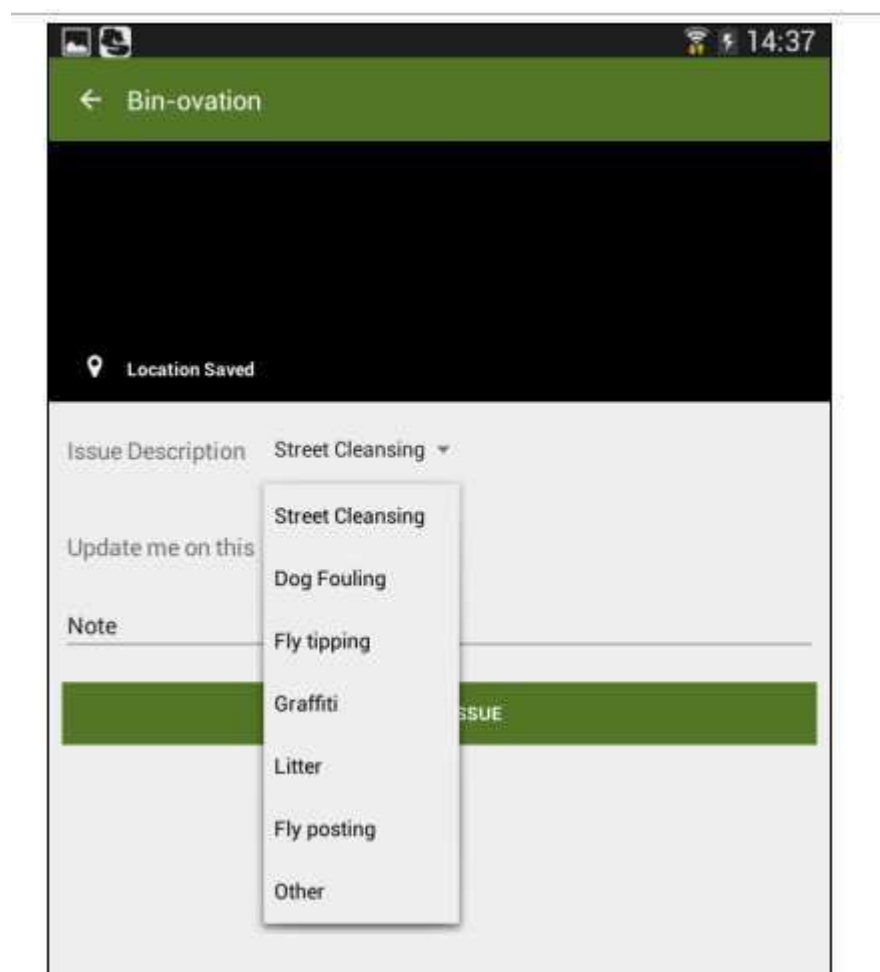 14:37
Bin-ovation
Location Saved
Issue Description Street Cleansing
Street Cleansing
Update me on this
Dog Fouling
Note
Fly tipping
Graffiti
SSUE
Litter
Fly posting
Other